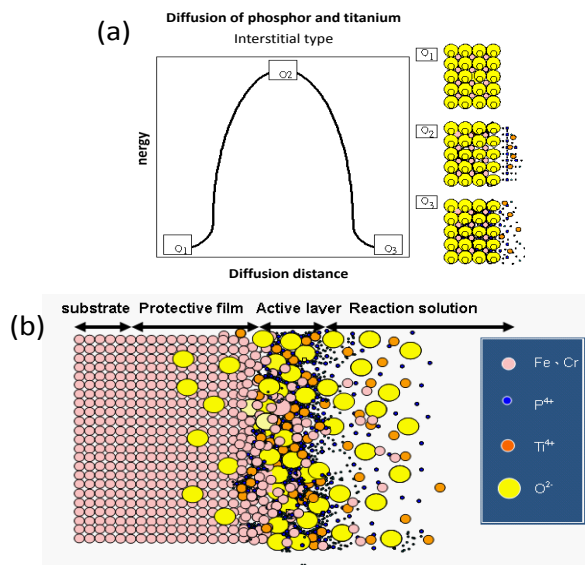 Diffusion of phosphor and titanium
(a)
Interstitial type
nergy
O2
O1
O3
Diffusion distance
O1
O2
O3
substrate Protective film Active layer Reaction solution
(b)
Fe、Cr
P4+
Ti4+
O2-